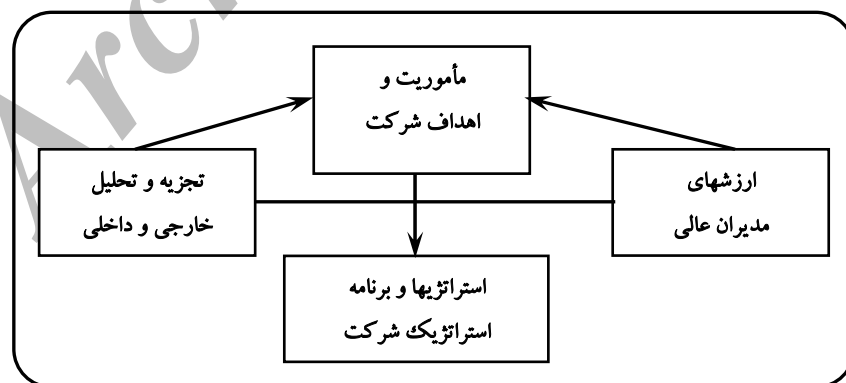 مأموریت و
اهداف شرکت
ارزشهای
مدیران عالی
تجزیه و تحلیل
خارجی و داخلی
استراتژیها و برنامه
استراتژیک شرکت